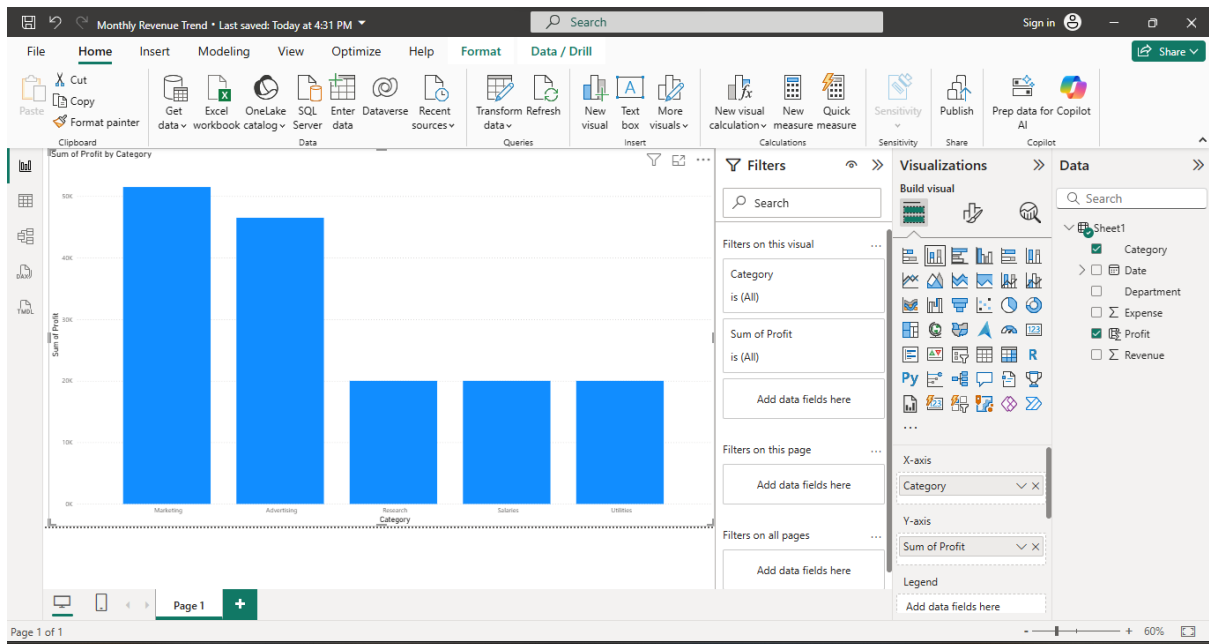 Monthly Revenue Trend • Last saved: Today at 4:31 PM
Search
Sign in
File Home Insert Modeling View Optimize Help Format Data / Drill
Share
Paste
Cut
Copy
Format painter
Clipboard
Get data
Excel workbook
OneLake catalog
SQL Server
Enter data
Dataverse
Recent sources
Data
Transform data
Refresh
Queries
New visual
Text box
More visuals
Insert
New visual calculation
New measure
Quick measure
Calculations
Sensitivity
Sensitivity
Publish
Share
Prep data for AI
Copilot
Copilot
DAX
TMDL
Sum of Profit by Category
Sum of Profit
50K
40K
30K
20K
10K
0K
Marketing Advertising Research Salaries Utilities
Category
Filters
Search
Filters on this visual ...
Category
is (All)
Sum of Profit
is (All)
Add data fields here
Filters on this page ...
Add data fields here
Filters on all pages ...
Add data fields here
Visualizations
Build visual
123
R
Py
...
X-axis
Category
Y-axis
Sum of Profit
Legend
Add data fields here
Data
Search
Sheet1
Category
Date
Department
Expense
Profit
Revenue
Page 1
Page 1 of 1
- + 60%